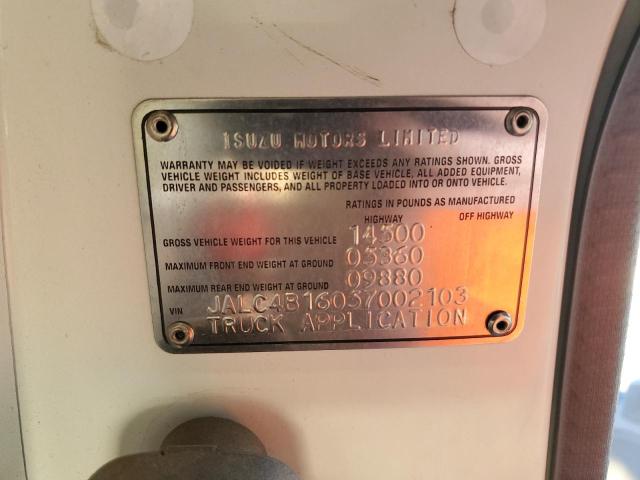 ISUZU MOTORS LIMITED
WARRANTY MAY BE VOIDED IF WEIGHT EXCEEDS ANY RATINGS SHOWN. GROSS
VEHICLE WEIGHT INCLUDES WEIGHT OF BASE VEHICLE, ALL ADDED EQUIPMENT,
DRIVER AND PASSENGERS, AND ALL PROPERTY LOADED INTO OR ONTO VEHICLE.
RATINGS IN POUNDS AS MANUFACTURED
HIGHWAY OFF HIGHWAY
GROSS VEHICLE WEIGHT FOR THIS VEHICLE 14500
MAXIMUM FRONT END WEIGHT AT GROUND 05360
MAXIMUM REAR END WEIGHT AT GROUND 09880
VIN JALC4B16037002103
TRUCK APPLICATION